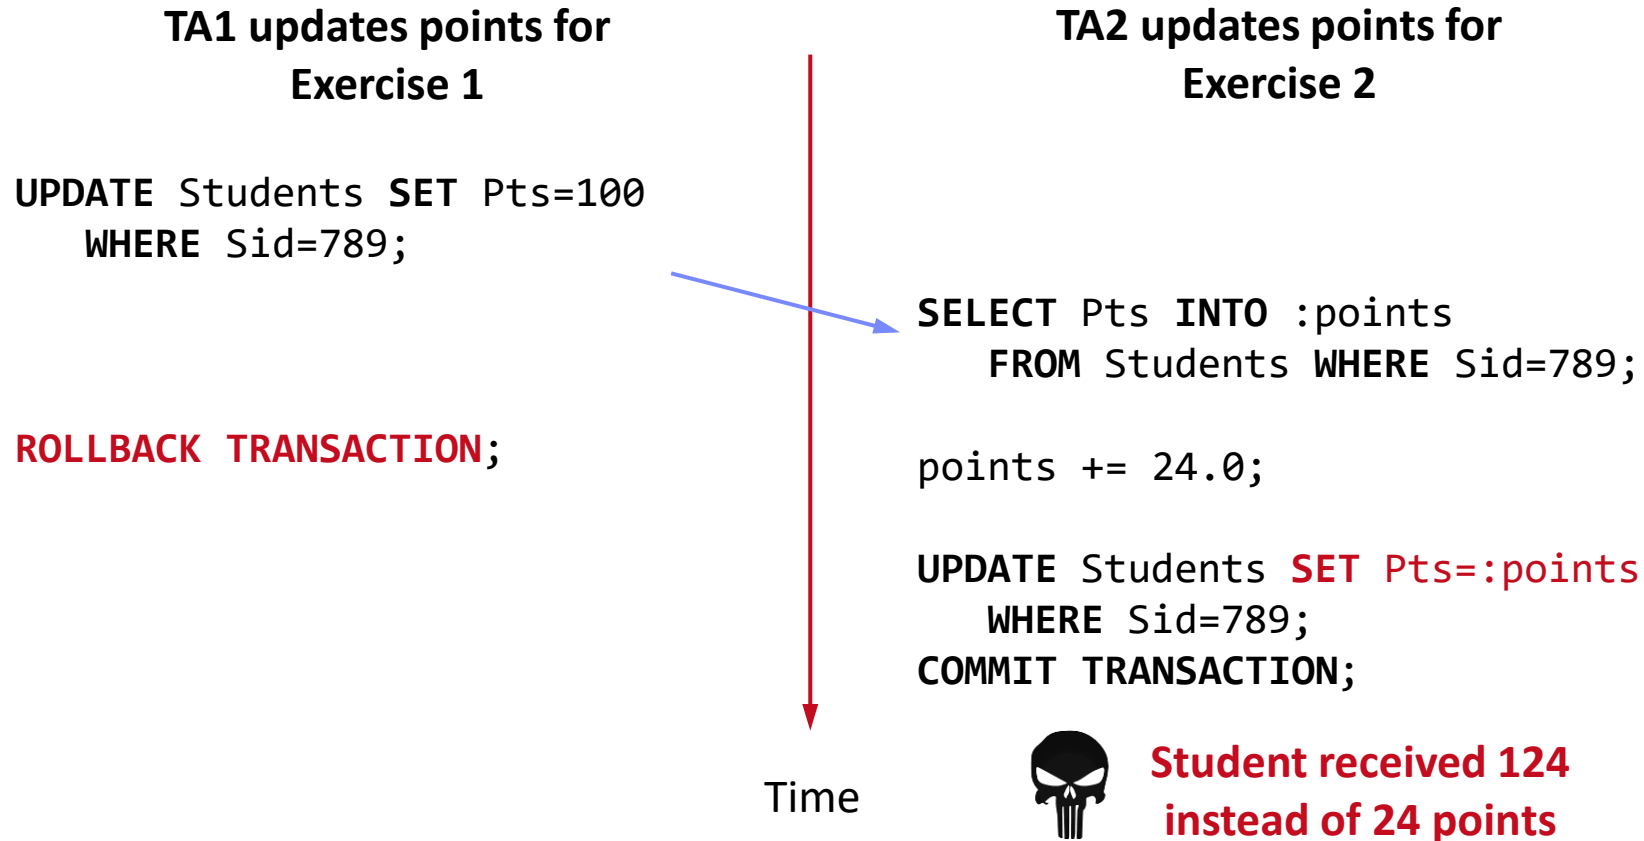 TA1 updates points for
Exercise 1
UPDATE Students SET Pts=100
WHERE Sid=789;
ROLLBACK TRANSACTION;
Time
TA2 updates points for
Exercise 2
SELECT Pts INTO :points
FROM Students WHERE Sid=789;
points += 24.0;
UPDATE Students SET Pts=:points
WHERE Sid=789;
COMMIT TRANSACTION;
Student received 124
instead of 24 points